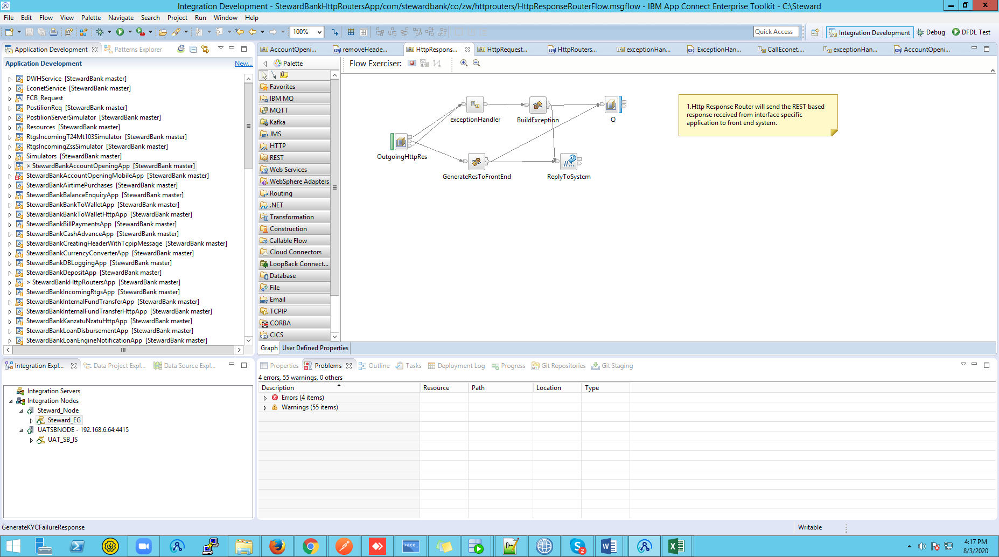 Integration Development - StewardBankHttpRoutersApp/com/stewardbank/co/zw/httprouters/HttpResponseRouterFlow.msgflow - IBM App Connect Enterprise Toolkit - C:\Steward
File Edit Flow View Palette Navigate Search Project Run Window Help
100%
Quick Access
Integration Development
Debug
DFDL Test
Application Development
Patterns Explorer
Application Development
New...
DWHService [StewardBank master]
EconetService [StewardBank master]
FCB_Request
PostilionReq [StewardBank master]
PostilionServerSimulator [StewardBank master]
Resources [StewardBank master]
RtgsIncomingT24Mt103Simulator [StewardBank master]
RtgsIncomingZssSimulator [StewardBank master]
Simulators [StewardBank master]
> StewardBankAccountOpeningApp [StewardBank master]
StewardBankAccountOpeningMobileApp [StewardBank master]
StewardBankAirtimePurchases [StewardBank master]
StewardBankBalanceEnquiryApp [StewardBank master]
StewardBankBankToWalletApp [StewardBank master]
StewardBankBankToWalletHttpApp [StewardBank master]
StewardBankBillPaymentsApp [StewardBank master]
StewardBankCashAdvanceApp [StewardBank master]
StewardBankCreatingHeaderWithTcpipMessage [StewardBank master]
StewardBankCurrencyConverterApp [StewardBank master]
StewardBankDBLoggingApp [StewardBank master]
StewardBankDepositApp [StewardBank master]
> StewardBankHttpRoutersApp [StewardBank master]
StewardBankIncomingRtgsApp [StewardBank master]
StewardBankInternalFundTransferApp [StewardBank master]
StewardBankInternalFundTransferHttpApp [StewardBank master]
StewardBankKanzatuNzatuHttpApp [StewardBank master]
StewardBankLoanDisbursementApp [StewardBank master]
StewardBankLoanEngineNotificationApp [StewardBank master]
AccountOpeni...
removeHeade...
HttpRespons...
HttpRequest...
HttpRouters...
exceptionHan...
ExceptionHan...
CallEconet....
exceptionHan...
AccountOpeni...
Palette
Flow Exerciser:
Favorites
IBM MQ
MQTT
Kafka
JMS
HTTP
REST
Web Services
WebSphere Adapters
Routing
.NET
Transformation
Construction
Callable Flow
Cloud Connectors
LoopBack Connect...
Database
File
Email
TCPIP
CORBA
CICS
exceptionHandler
BuildException
Q
OutgoingHttpRes
GenerateResToFrontEnd
ReplyToSystem
1.Http Response Router will send the REST based
response received from interface specific
application to front end system.
Graph
User Defined Properties
Integration Expl...
Data Project Expl...
Data Source Expl...
Integration Servers
Integration Nodes
Steward_Node
Steward_EG
UATSBNODE - 192.168.6.64:4415
UAT_SB_IS
Properties
Problems
Outline
Tasks
Deployment Log
Progress
Git Repositories
Git Staging
4 errors, 55 warnings, 0 others
Description Resource Path Location Type
Errors (4 items)
Warnings (55 items)
GenerateKYCFailureResponse
Writable
4:17 PM
8/3/2020